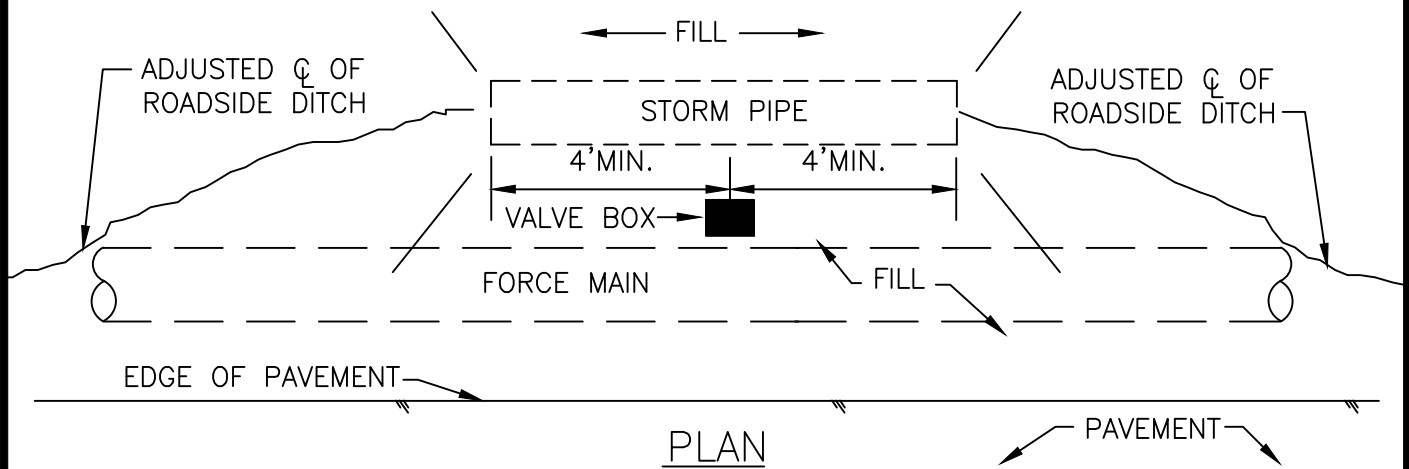 FILL
ADJUSTED ℄ OF
ROADSIDE DITCH
ADJUSTED ℄ OF
ROADSIDE DITCH
STORM PIPE
4'MIN.
4'MIN.
VALVE BOX
FORCE MAIN
FILL
EDGE OF PAVEMENT
PLAN
PAVEMENT